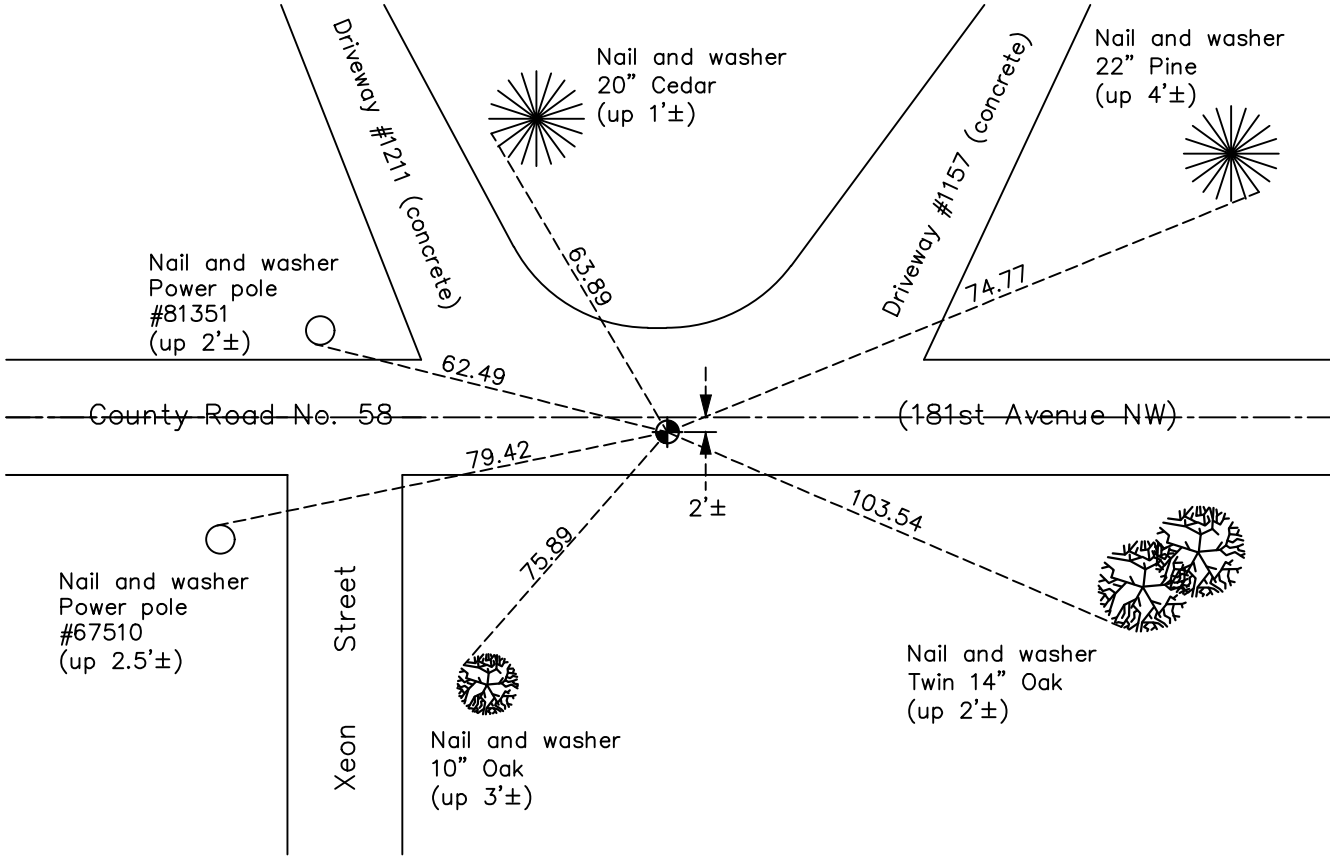 Driveway #1211 (concrete)
Nail and washer
20" Cedar
(up 1'±)
Driveway #1157 (concrete)
Nail and washer
22" Pine
(up 4'±)
Nail and washer
Power pole
#81351
(up 2'±)
63.89
74.77
62.49
County Road No. 58
(181st Avenue NW)
79.42
2'±
103.54
75.89
Nail and washer
Power pole
#67510
(up 2.5'±)
Xeon Street
Nail and washer
Twin 14" Oak
(up 2'±)
Nail and washer
10" Oak
(up 3'±)